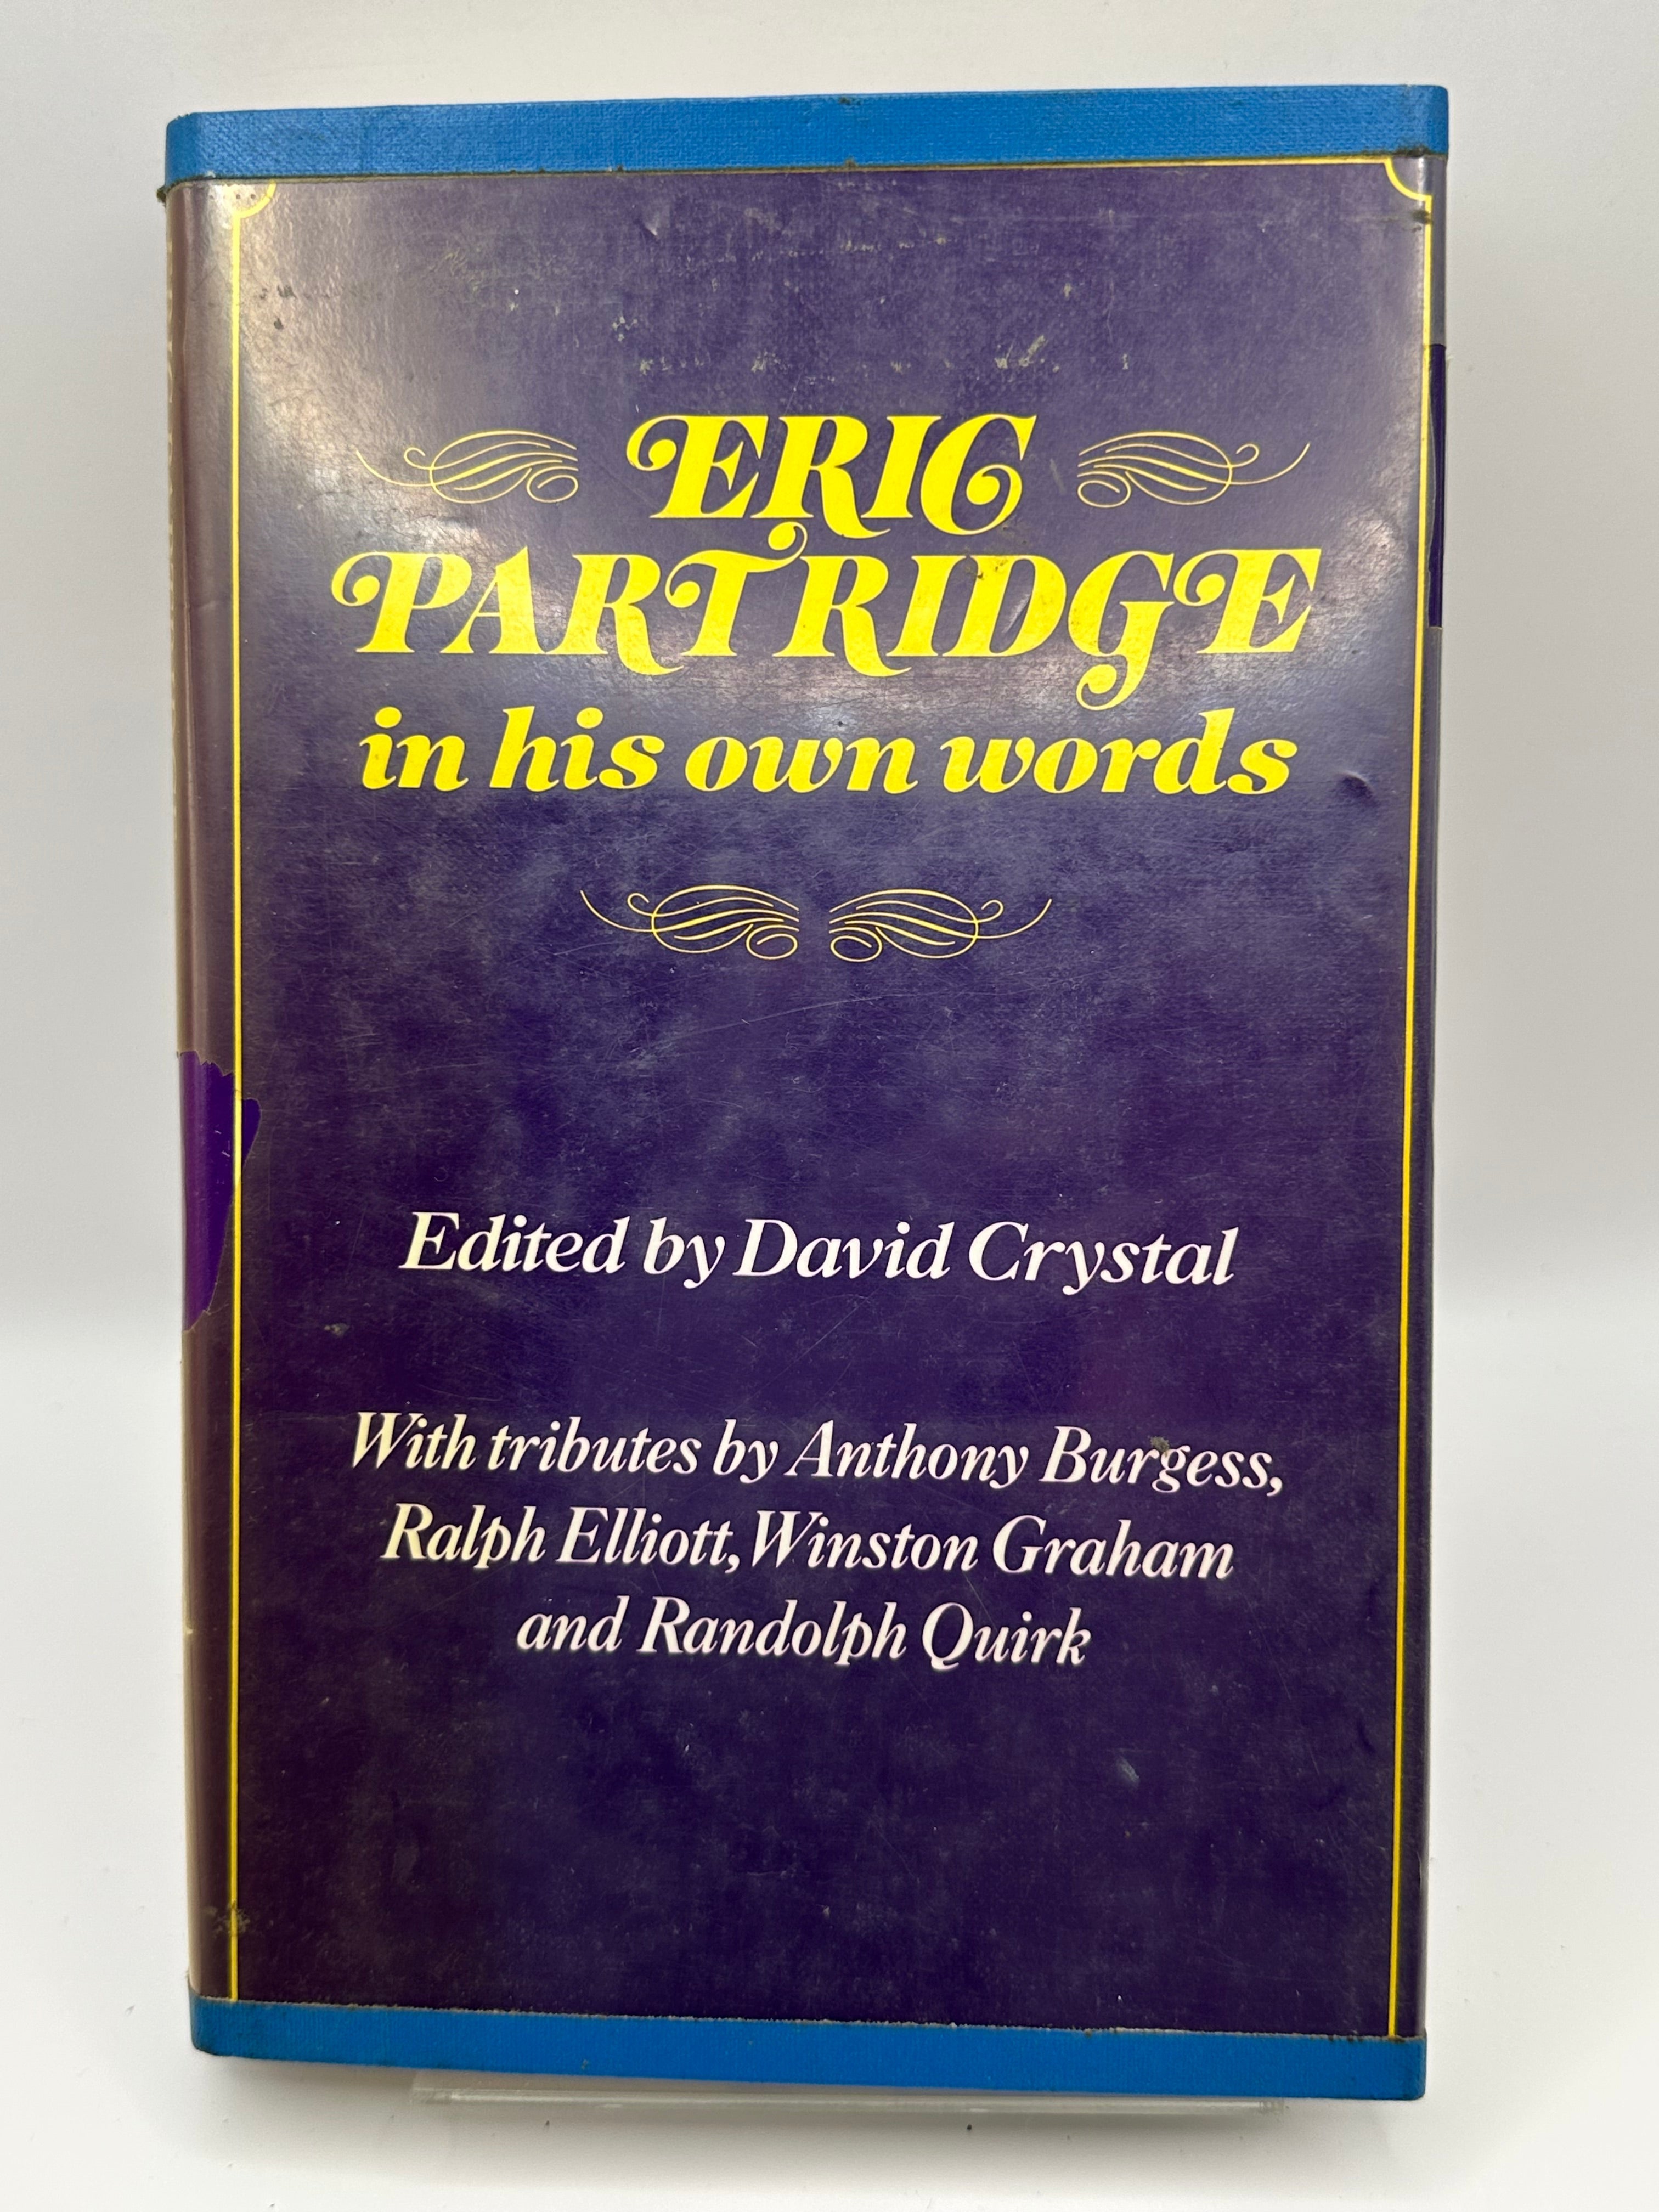 ERIC
PARTRIDGE
in his own words
Edited by David Crystal
With tributes by Anthony Burgess,
Ralph Elliott, Winston Graham
and Randolph Quirk